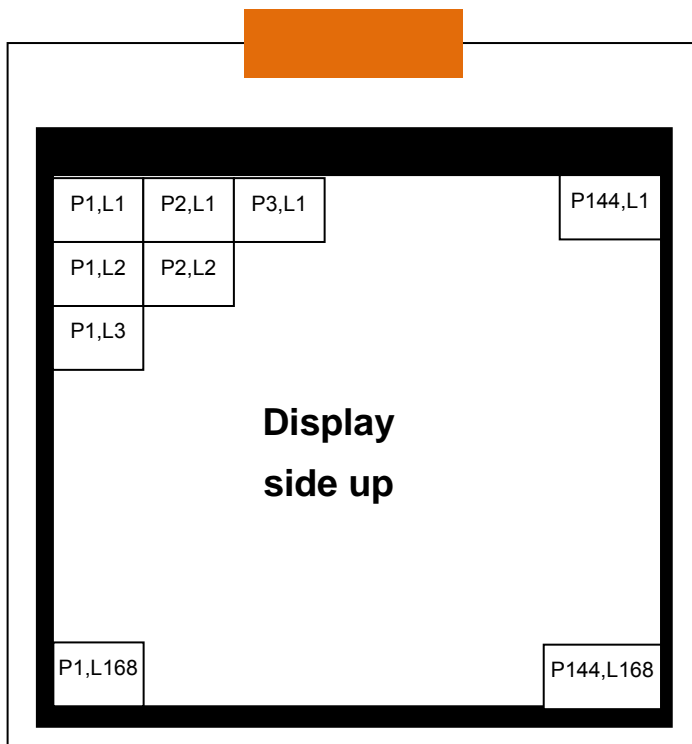 P1,L1 P2,L1 P3,L1 P144,L1
P1,L2 P2,L2
P1,L3
Display
side up
P1,L168 P144,L168